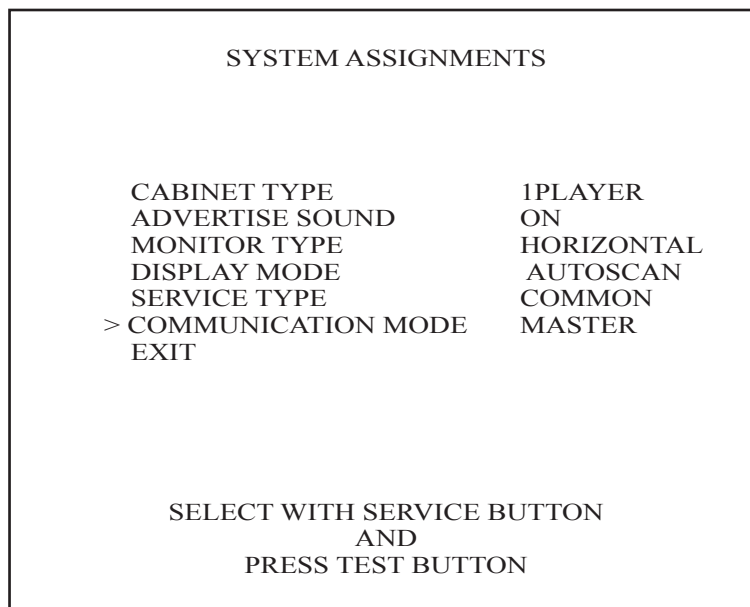 SYSTEM ASSIGNMENTS
CABINET TYPE 1PLAYER
ADVERTISE SOUND ON
MONITOR TYPE HORIZONTAL
DISPLAY MODE AUTOSCAN
SERVICE TYPE COMMON
> COMMUNICATION MODE MASTER
EXIT
SELECT WITH SERVICE BUTTON
AND
PRESS TEST BUTTON